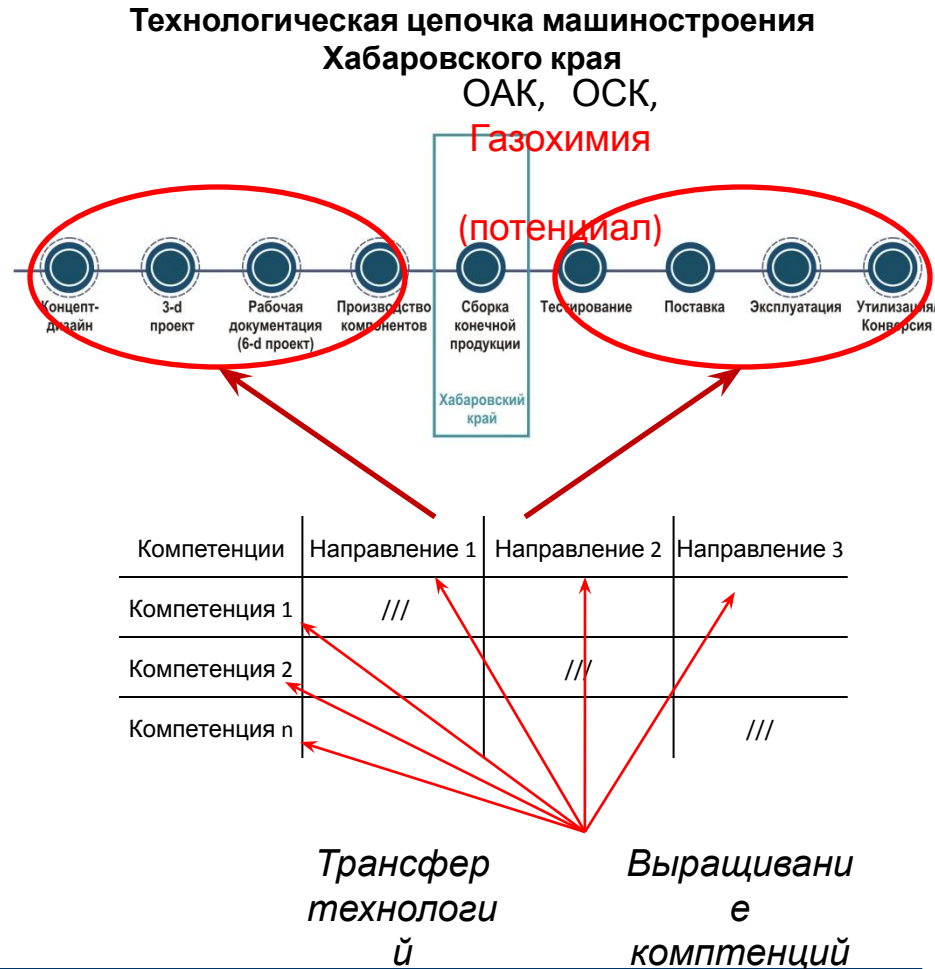 Технологическая цепочка машиностроения
Хабаровского края
ОАК, ОСК,
Газохимия
(потенциал)
Концепт-
дизайн
3-d
проект
Рабочая
документация
(6-d проект)
Производство
компонентов
Сборка
конечной
продукции
Тестирование
Поставка
Эксплуатация
Утилизация/
Конверсия
Хабаровский
край
Компетенции Направление 1 Направление 2 Направление 3
Компетенция 1 ///
Компетенция 2 ///
Компетенция n ///
Трансфер
технологи
й
Выращивани
е
комптенций